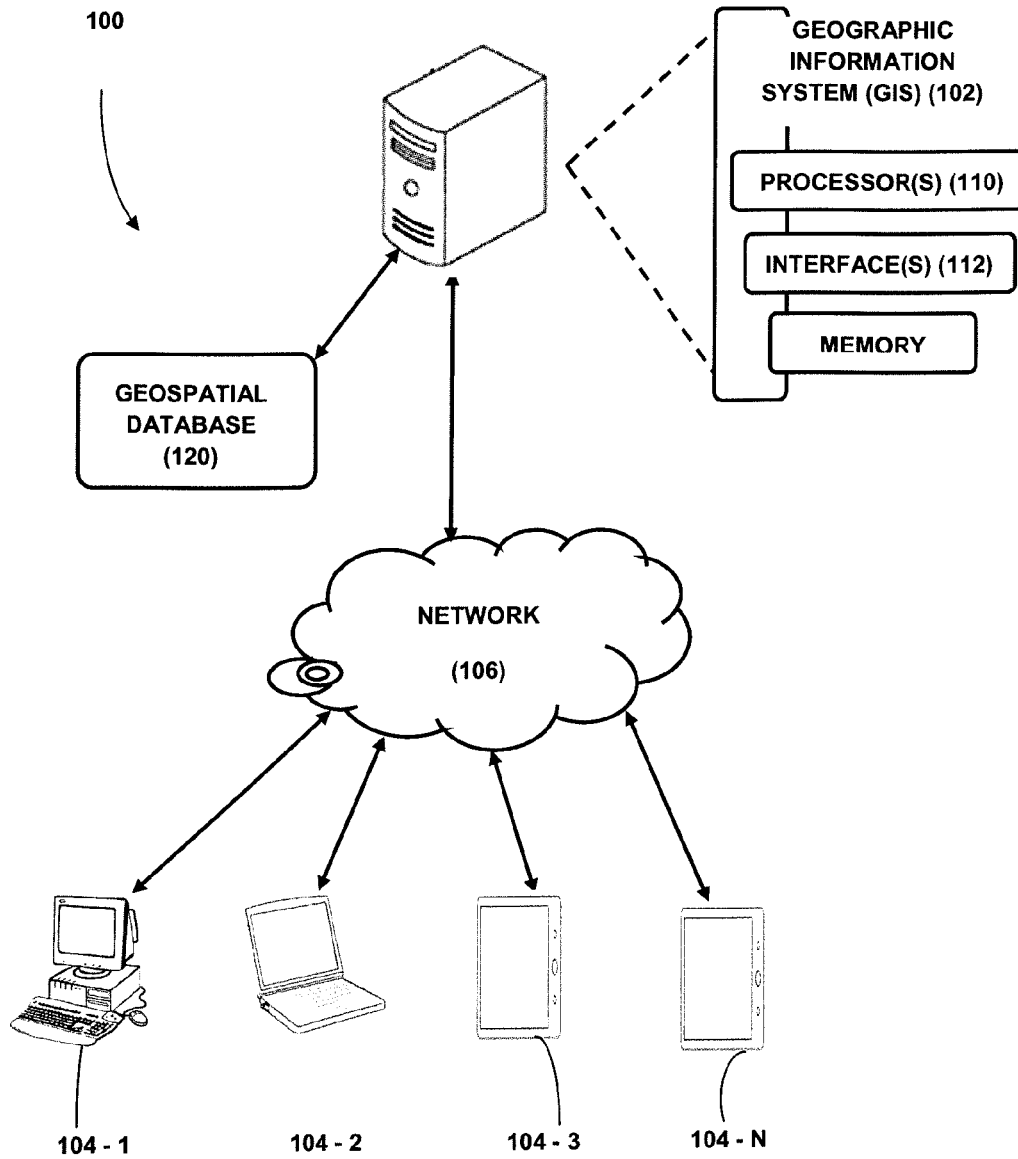 100
GEOGRAPHIC
INFORMATION
SYSTEM (GIS) (102)
PROCESSOR(S) (110)
INTERFACE(S) (112)
MEMORY
GEOSPATIAL
DATABASE
(120)
NETWORK
(106)
104 - 1
104 - 2
104 - 3
104 - N